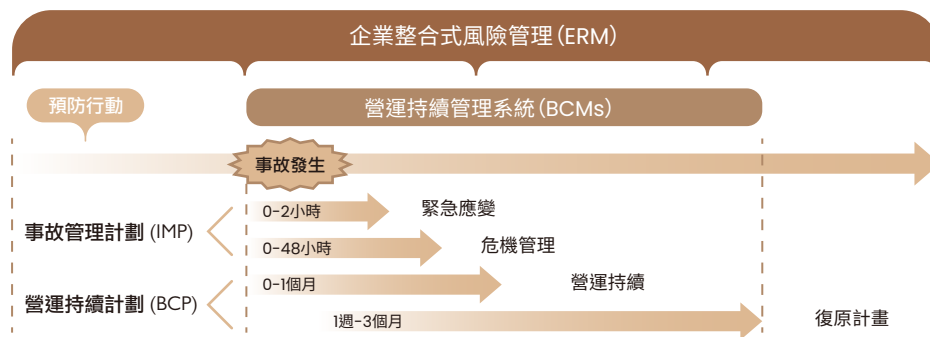 企業整合式風險管理(ERM)
預防行動
營運持續管理系統(BCMs)
事故發生
事故管理計劃 (IMP)
0-2小時
緊急應變
0-48小時
危機管理
營運持續計劃 (BCP)
0-1個月
營運持續
1週-3個月
復原計畫